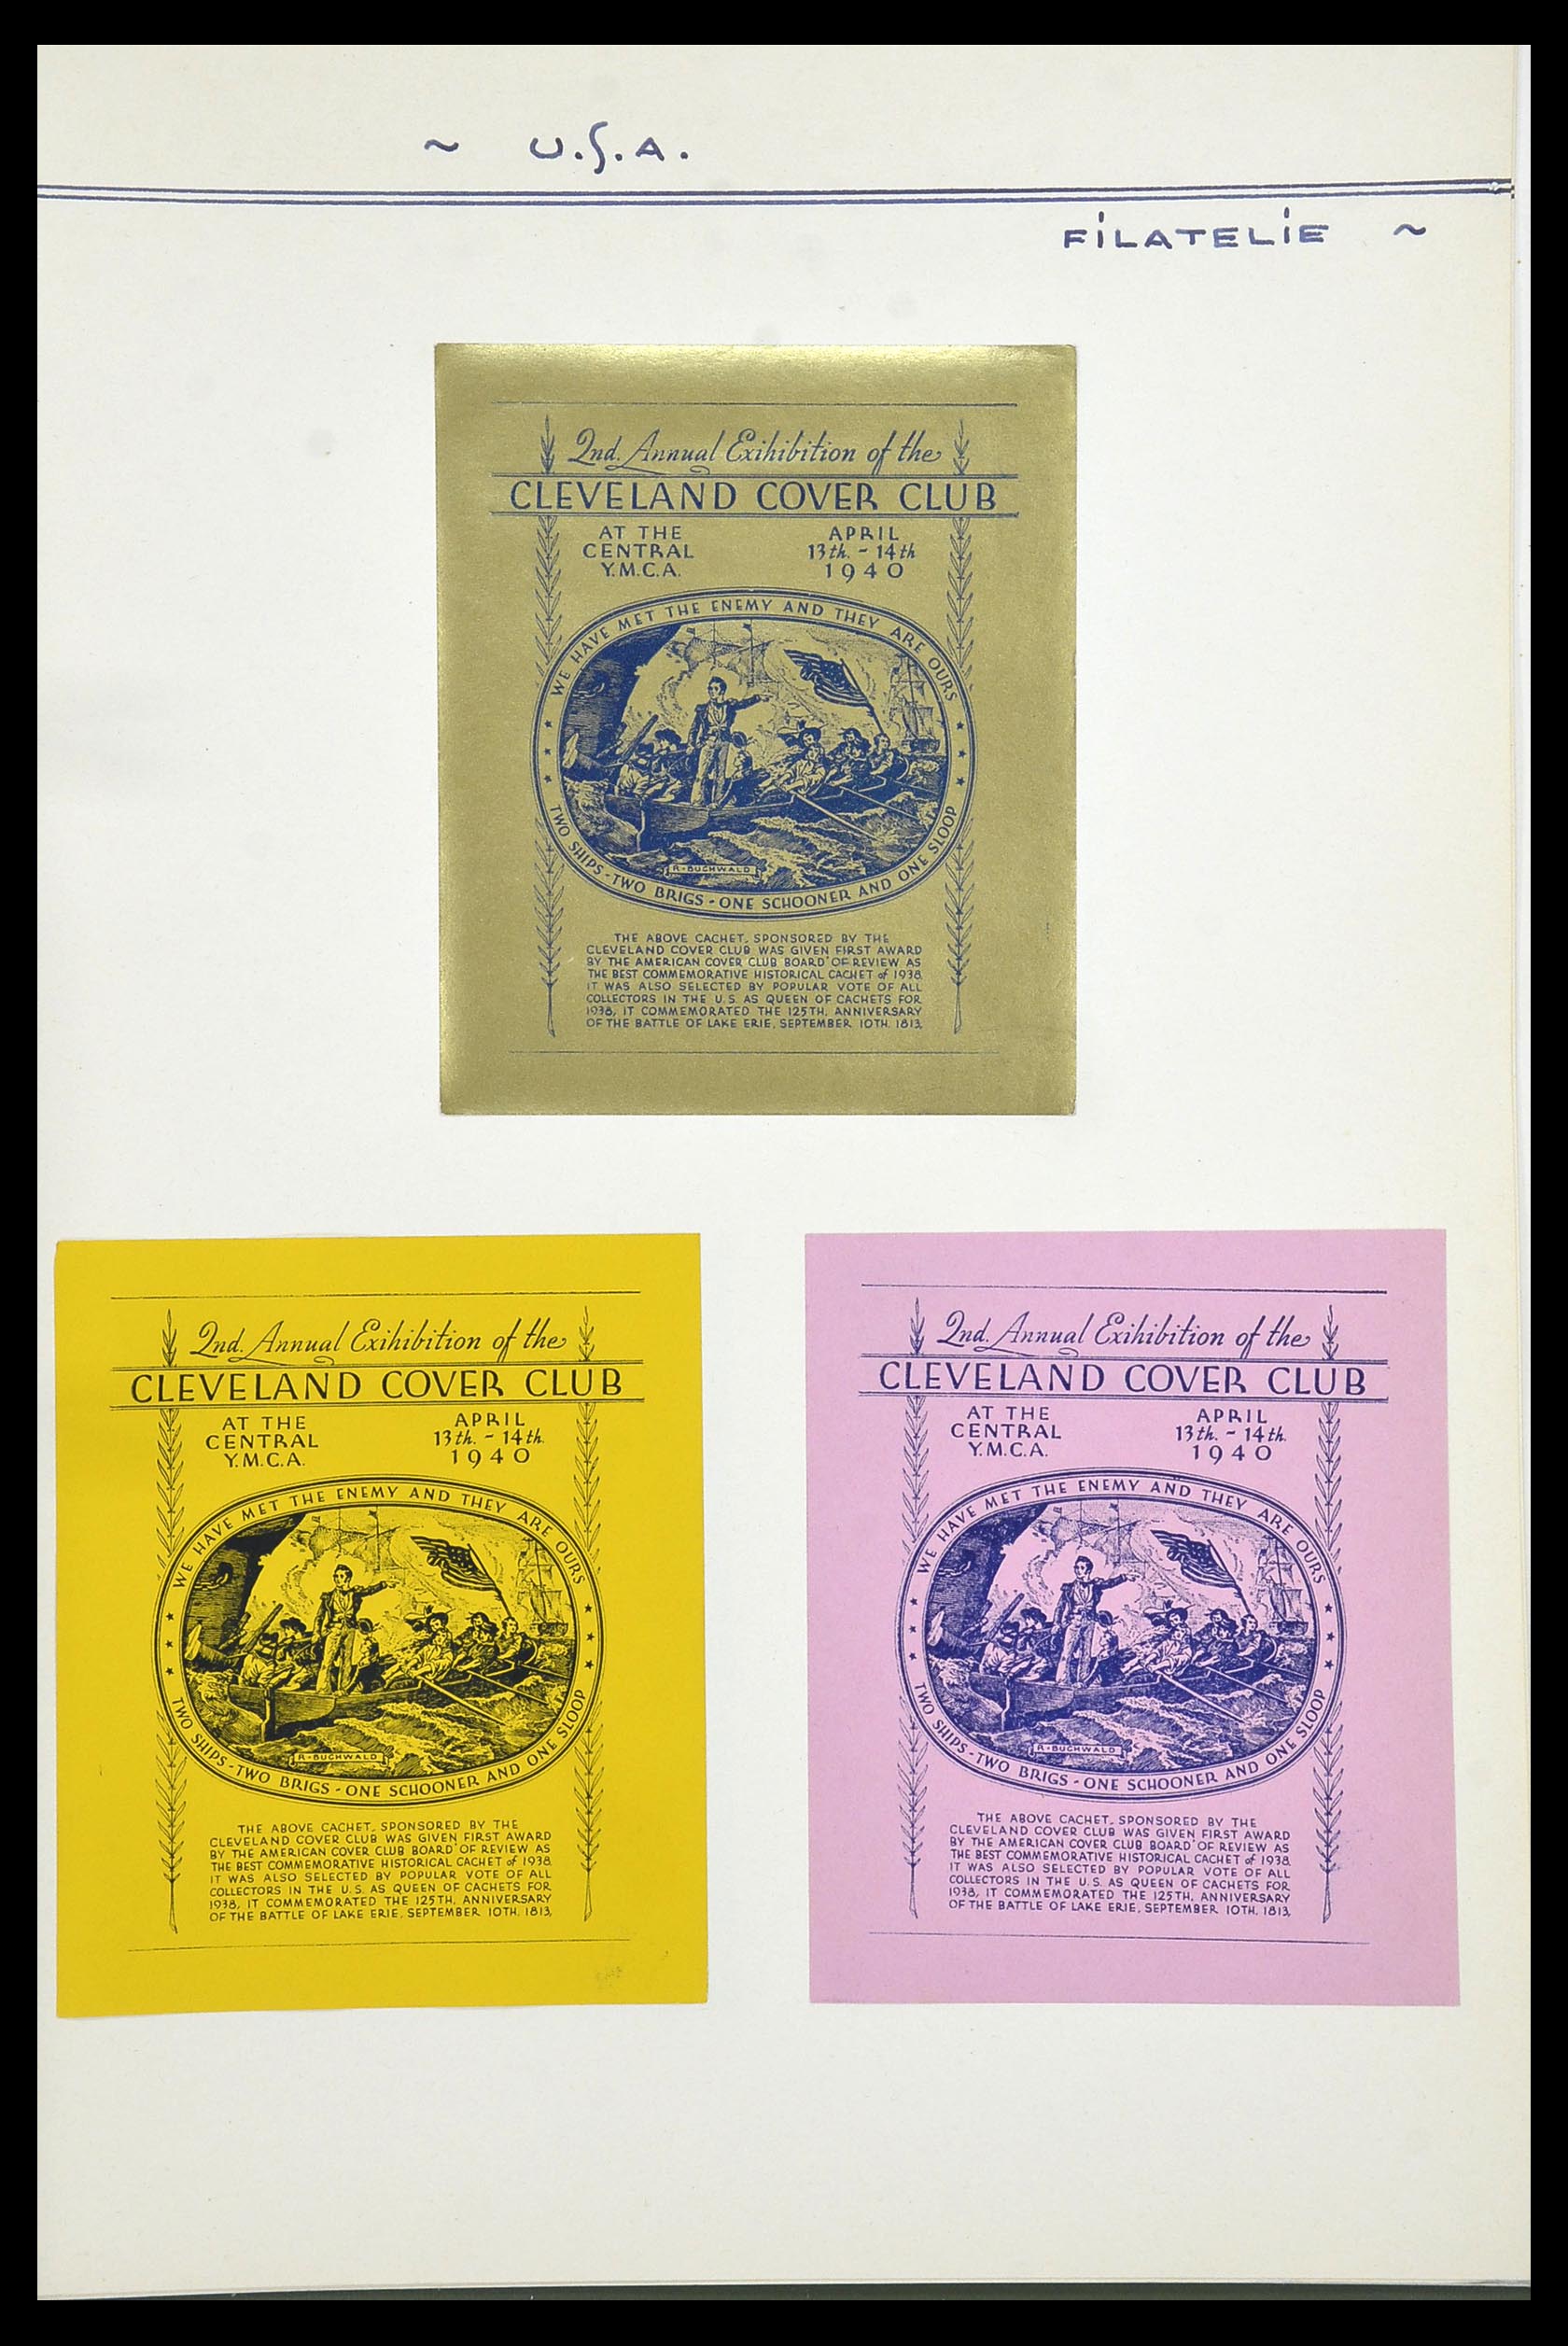 ~ U.S.A.
FILATELIE ~
2nd. Annual Exihibition of the
CLEVELAND COVER CLUB
AT THE
CENTRAL
Y.M.C.A.
APRIL
13th. - 14th
1940
WE HAVE MET THE ENEMY AND THEY ARE OURS
R·BUCHWALD
TWO SHIPS - TWO BRIGS - ONE SCHOONER AND ONE SLOOP
THE ABOVE CACHET, SPONSORED BY THE
CLEVELAND COVER CLUB WAS GIVEN FIRST AWARD
BY THE AMERICAN COVER CLUB BOARD OF REVIEW AS
THE BEST COMMEMORATIVE HISTORICAL CACHET of 1938.
IT WAS ALSO SELECTED BY POPULAR VOTE OF ALL
COLLECTORS IN THE U.S. AS QUEEN OF CACHETS FOR
1938, IT COMMEMORATED THE 125TH. ANNIVERSARY
OF THE BATTLE OF LAKE ERIE, SEPTEMBER 10TH. 1813.
2nd. Annual Exihibition of the
CLEVELAND COVER CLUB
AT THE
CENTRAL
Y.M.C.A.
APRIL
13th. - 14th.
1940
WE HAVE MET THE ENEMY AND THEY ARE OURS
R·BUCHWALD
TWO SHIPS - TWO BRIGS - ONE SCHOONER AND ONE SLOOP
THE ABOVE CACHET, SPONSORED BY THE
CLEVELAND COVER CLUB WAS GIVEN FIRST AWARD
BY THE AMERICAN COVER CLUB BOARD OF REVIEW AS
THE BEST COMMEMORATIVE HISTORICAL CACHET of 1938.
IT WAS ALSO SELECTED BY POPULAR VOTE OF ALL
COLLECTORS IN THE U.S. AS QUEEN OF CACHETS FOR
1938, IT COMMEMORATED THE 125TH. ANNIVERSARY
OF THE BATTLE OF LAKE ERIE, SEPTEMBER 10TH. 1813.
2nd. Annual Exihibition of the
CLEVELAND COVER CLUB
AT THE
CENTRAL
Y.M.C.A.
APRIL
13th. - 14th.
1940
WE HAVE MET THE ENEMY AND THEY ARE OURS
R·BUCHWALD
TWO SHIPS - TWO BRIGS - ONE SCHOONER AND ONE SLOOP
THE ABOVE CACHET, SPONSORED BY THE
CLEVELAND COVER CLUB WAS GIVEN FIRST AWARD
BY THE AMERICAN COVER CLUB BOARD OF REVIEW AS
THE BEST COMMEMORATIVE HISTORICAL CACHET of 1938.
IT WAS ALSO SELECTED BY POPULAR VOTE OF ALL
COLLECTORS IN THE U.S. AS QUEEN OF CACHETS FOR
1938, IT COMMEMORATED THE 125TH. ANNIVERSARY
OF THE BATTLE OF LAKE ERIE, SEPTEMBER 10TH. 1813.